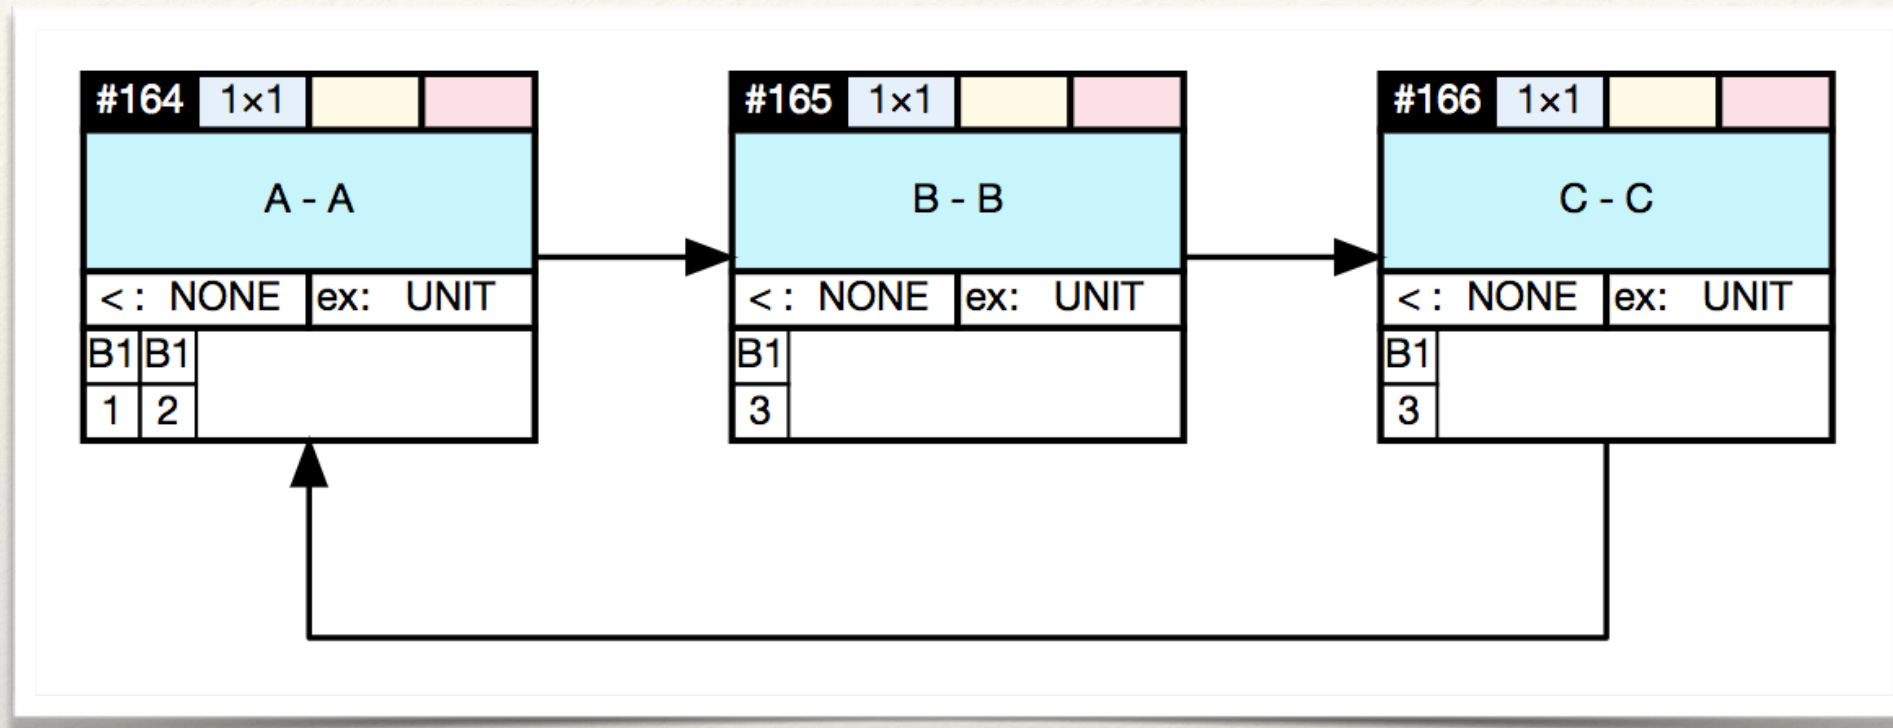 #164 1×1 #165 1×1 #166 1×1
A - A B - B C - C
< : NONE ex: UNIT < : NONE ex: UNIT < : NONE ex: UNIT
B1 B1 B1 B1
1 2 3 3